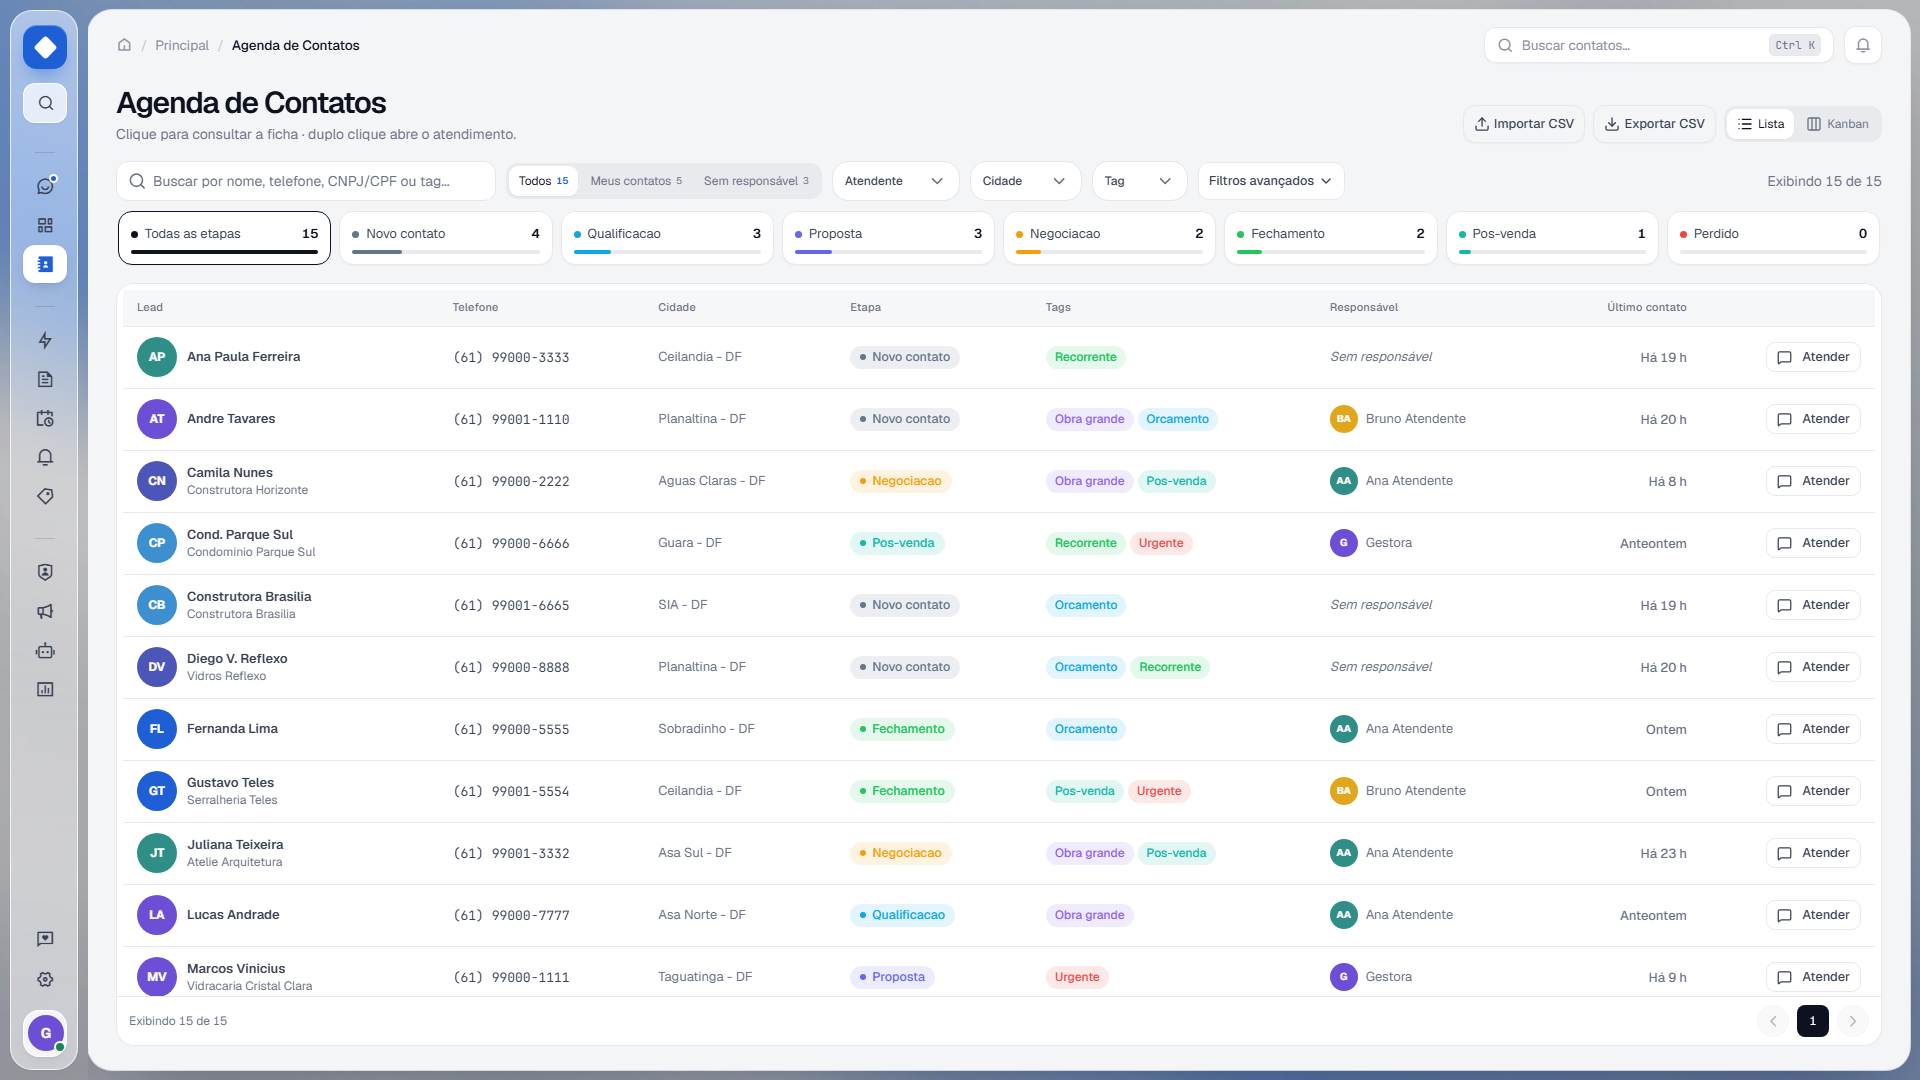 Principal / Agenda de Contatos
Buscar contatos... Ctrl K
Agenda de Contatos
Clique para consultar a ficha · duplo clique abre o atendimento.
Importar CSV Exportar CSV Lista Kanban
Buscar por nome, telefone, CNPJ/CPF ou tag... Todos 15 Meus contatos 5 Sem responsável 3 Atendente Cidade Tag Filtros avançados Exibindo 15 de 15
Todas as etapas 15 Novo contato 4 Qualificacao 3 Proposta 3 Negociacao 2 Fechamento 2 Pos-venda 1 Perdido 0
Lead Telefone Cidade Etapa Tags Responsável Último contato
AP Ana Paula Ferreira (61) 99000-3333 Ceilandia - DF Novo contato Recorrente Sem responsável Há 19 h Atender
AT Andre Tavares (61) 99001-1110 Planaltina - DF Novo contato Obra grande Orcamento BA Bruno Atendente Há 20 h Atender
CN Camila Nunes (61) 99000-2222 Aguas Claras - DF Negociacao Obra grande Pos-venda AA Ana Atendente Há 8 h Atender
Construtora Horizonte
CP Cond. Parque Sul (61) 99000-6666 Guara - DF Pos-venda Recorrente Urgente G Gestora Anteontem Atender
Condominio Parque Sul
CB Construtora Brasilia (61) 99001-6665 SIA - DF Novo contato Orcamento Sem responsável Há 19 h Atender
Construtora Brasilia
DV Diego V. Reflexo (61) 99000-8888 Planaltina - DF Novo contato Orcamento Recorrente Sem responsável Há 20 h Atender
Vidros Reflexo
FL Fernanda Lima (61) 99000-5555 Sobradinho - DF Fechamento Orcamento AA Ana Atendente Ontem Atender
GT Gustavo Teles (61) 99001-5554 Ceilandia - DF Fechamento Pos-venda Urgente BA Bruno Atendente Ontem Atender
Serralheria Teles
JT Juliana Teixeira (61) 99001-3332 Asa Sul - DF Negociacao Obra grande Pos-venda AA Ana Atendente Há 23 h Atender
Atelie Arquitetura
LA Lucas Andrade (61) 99000-7777 Asa Norte - DF Qualificacao Obra grande AA Ana Atendente Anteontem Atender
MV Marcos Vinicius (61) 99000-1111 Taguatinga - DF Proposta Urgente G Gestora Há 9 h Atender
Vidracaria Cristal Clara
Exibindo 15 de 15 1
G